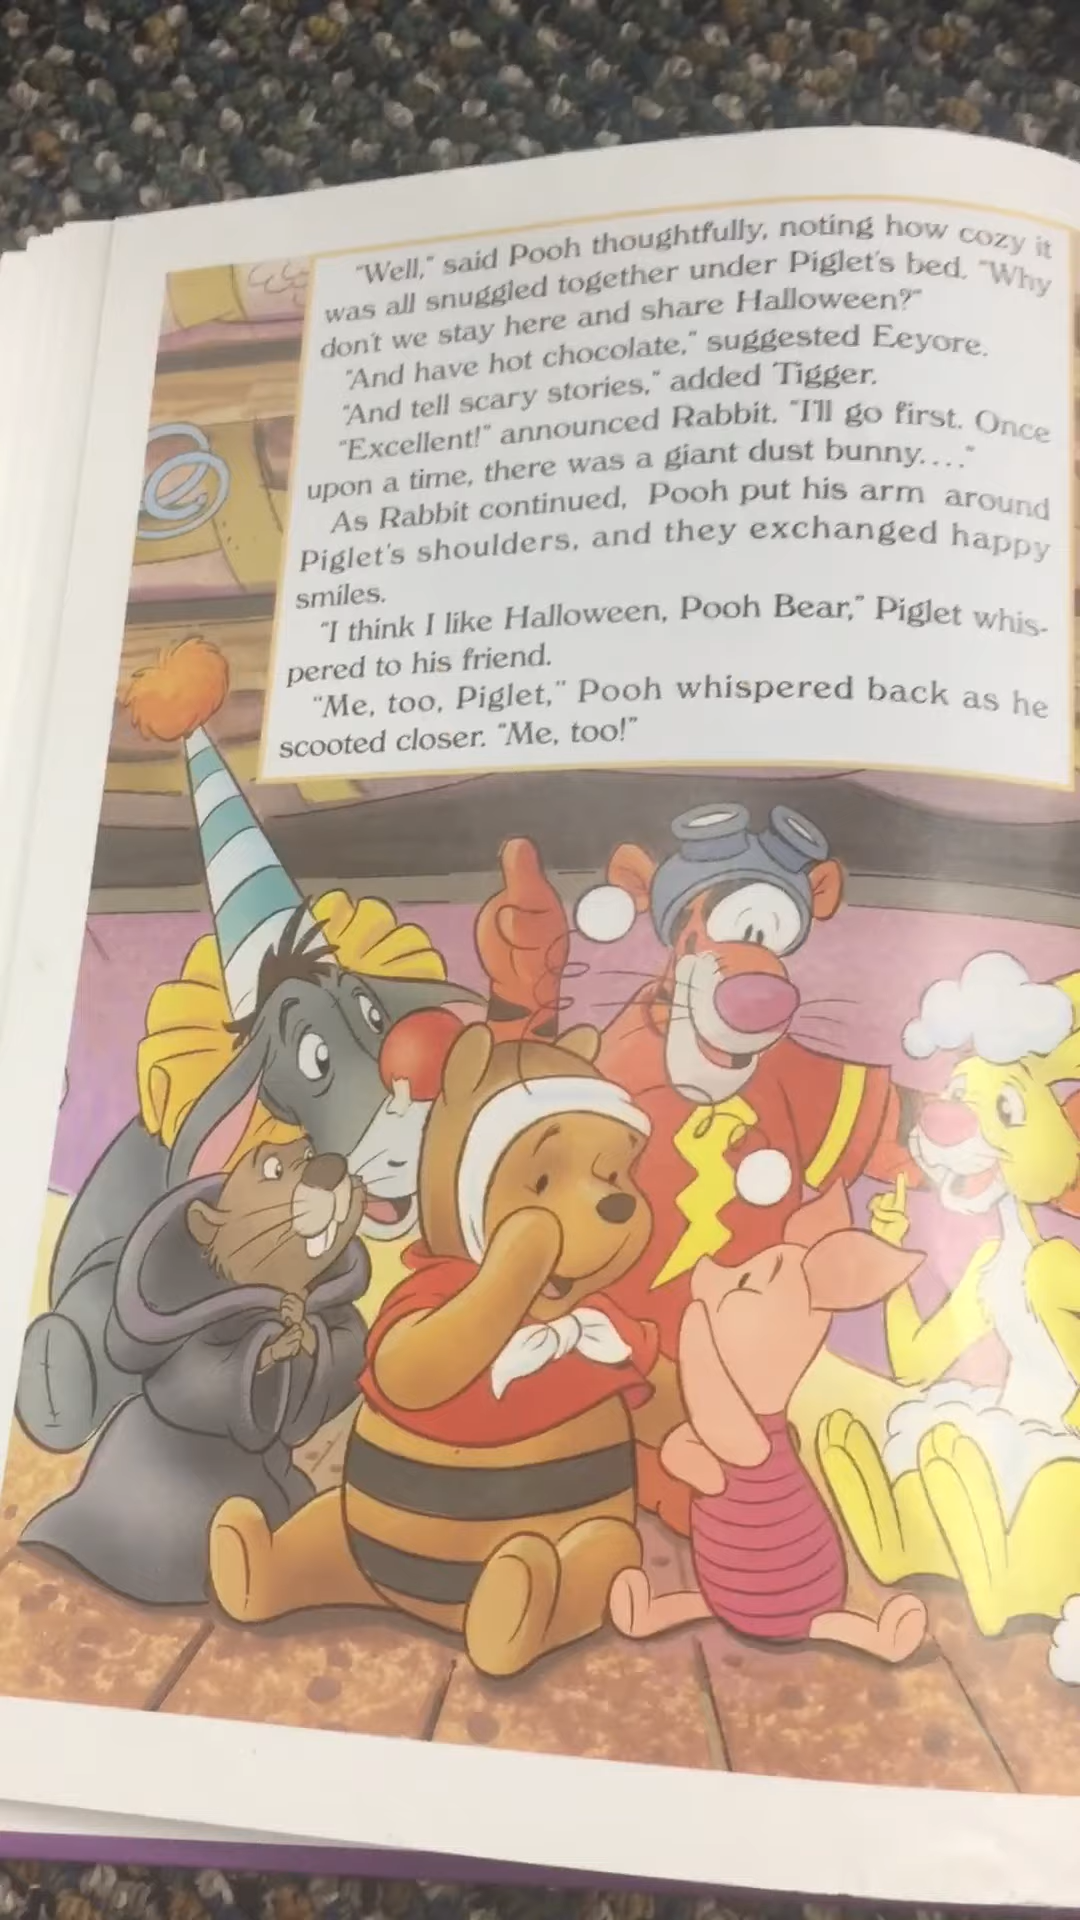 "Well," said Pooh thoughtfully, noting how cozy it
was all snuggled together under Piglet's bed. "Why
don't we stay here and share Halloween?"
"And have hot chocolate," suggested Eeyore.
"And tell scary stories," added Tigger.
"Excellent!" announced Rabbit. "I'll go first. Once
upon a time, there was a giant dust bunny...."
As Rabbit continued, Pooh put his arm around
Piglet's shoulders, and they exchanged happy
smiles.
"I think I like Halloween, Pooh Bear," Piglet whis-
pered to his friend.
"Me, too, Piglet," Pooh whispered back as he
scooted closer. "Me, too!"